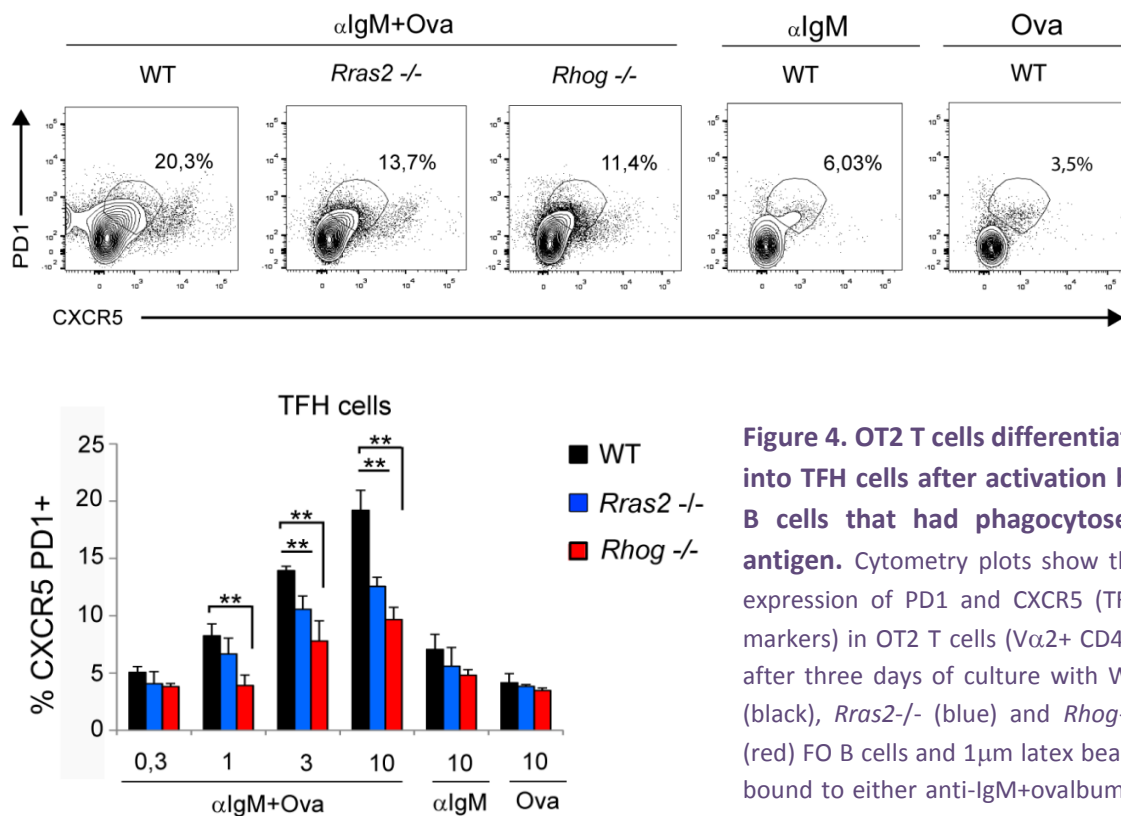 αIgM+Ova αIgM Ova
WT Rras2 -/- Rhog -/- WT WT
20,3% 13,7% 11,4% 6,03% 3,5%
PD1
CXCR5
TFH cells
% CXCR5 PD1+
25
20
15
10
5
0
** ** ** ** **
WT
Rras2 -/-
Rhog -/-
0,3 1 3 10 10 10
αIgM+Ova αIgM Ova
Figure 4. OT2 T cells differentiat
into TFH cells after activation
B cells that had phagocytose
antigen. Cytometry plots show th
expression of PD1 and CXCR5
markers) in OT2 T cells (Vα2+ CD4
after three days of culture with
(black), Rras2-/- (blue) and Rhog-
(red) FO B cells and 1μm latex bea
bound to either anti-IgM+ovalbum